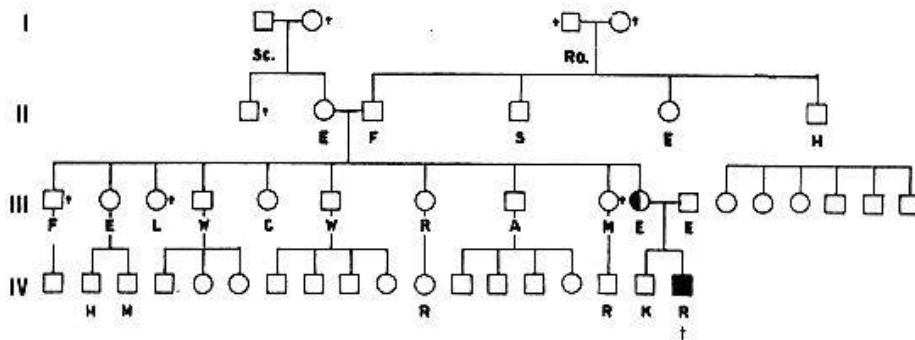 I † † †
Sc. Ro.
II †
E F S E H
III † † †
F E L W C W R A M E E
IV
H M R R K R
†